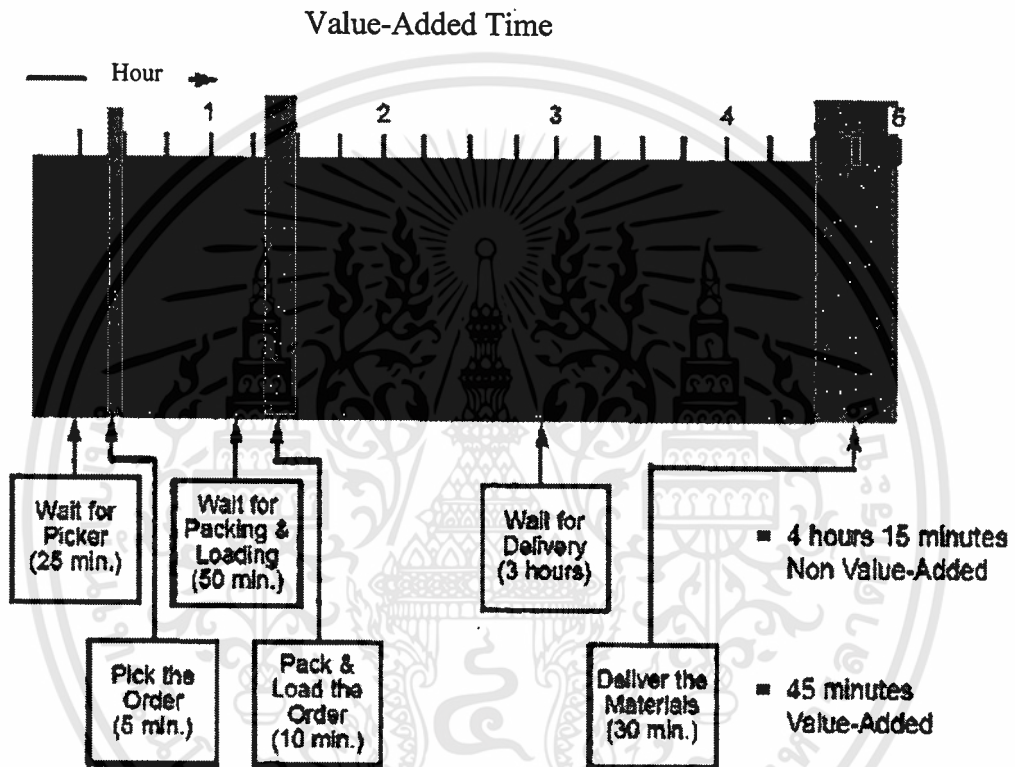 Value-Added Time
Hour
1
2
3
4
5
Wait for
Picker
(25 min.)
Wait for
Packing &
Loading
(50 min.)
Wait for
Delivery
(3 hours)
4 hours 15 minutes
Non Value-Added
Pick the
Order
(5 min.)
Pack &
Load the
Order
(10 min.)
Deliver the
Materials
(30 min.)
45 minutes
Value-Added